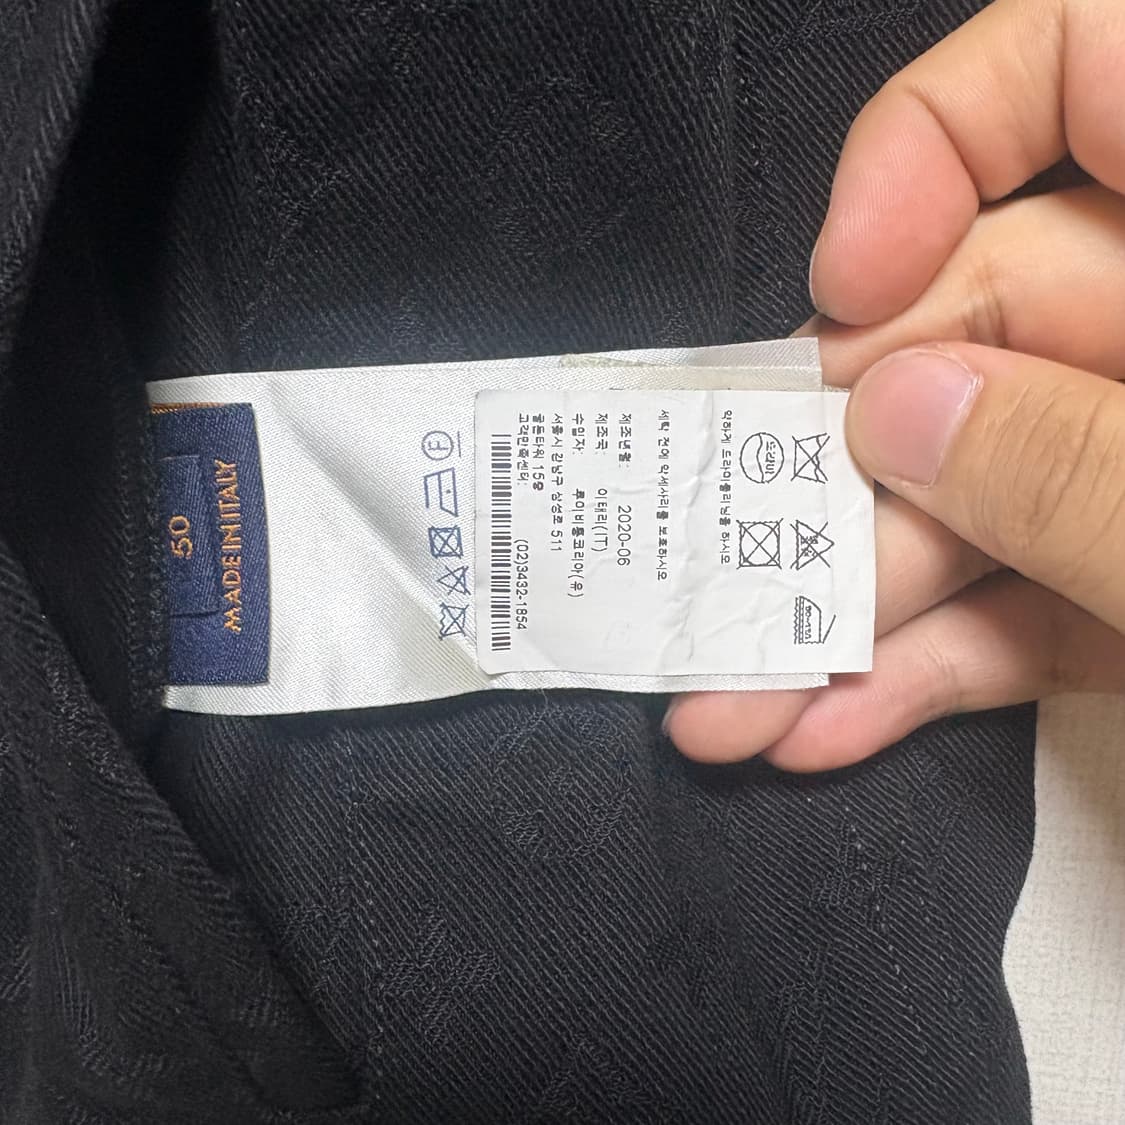 50
MADE IN ITALY
F
드라이
약하게 드라이클리닝을 하시오
세탁 전에 악세사리를 보호하시오
제조년월: 2020-06
제조국: 이태리(IT)
수입자: 루이비통코리아(유)
서울시 강남구 삼성로 511
골든타워 15층
고객만족센터: (02)3432-1854